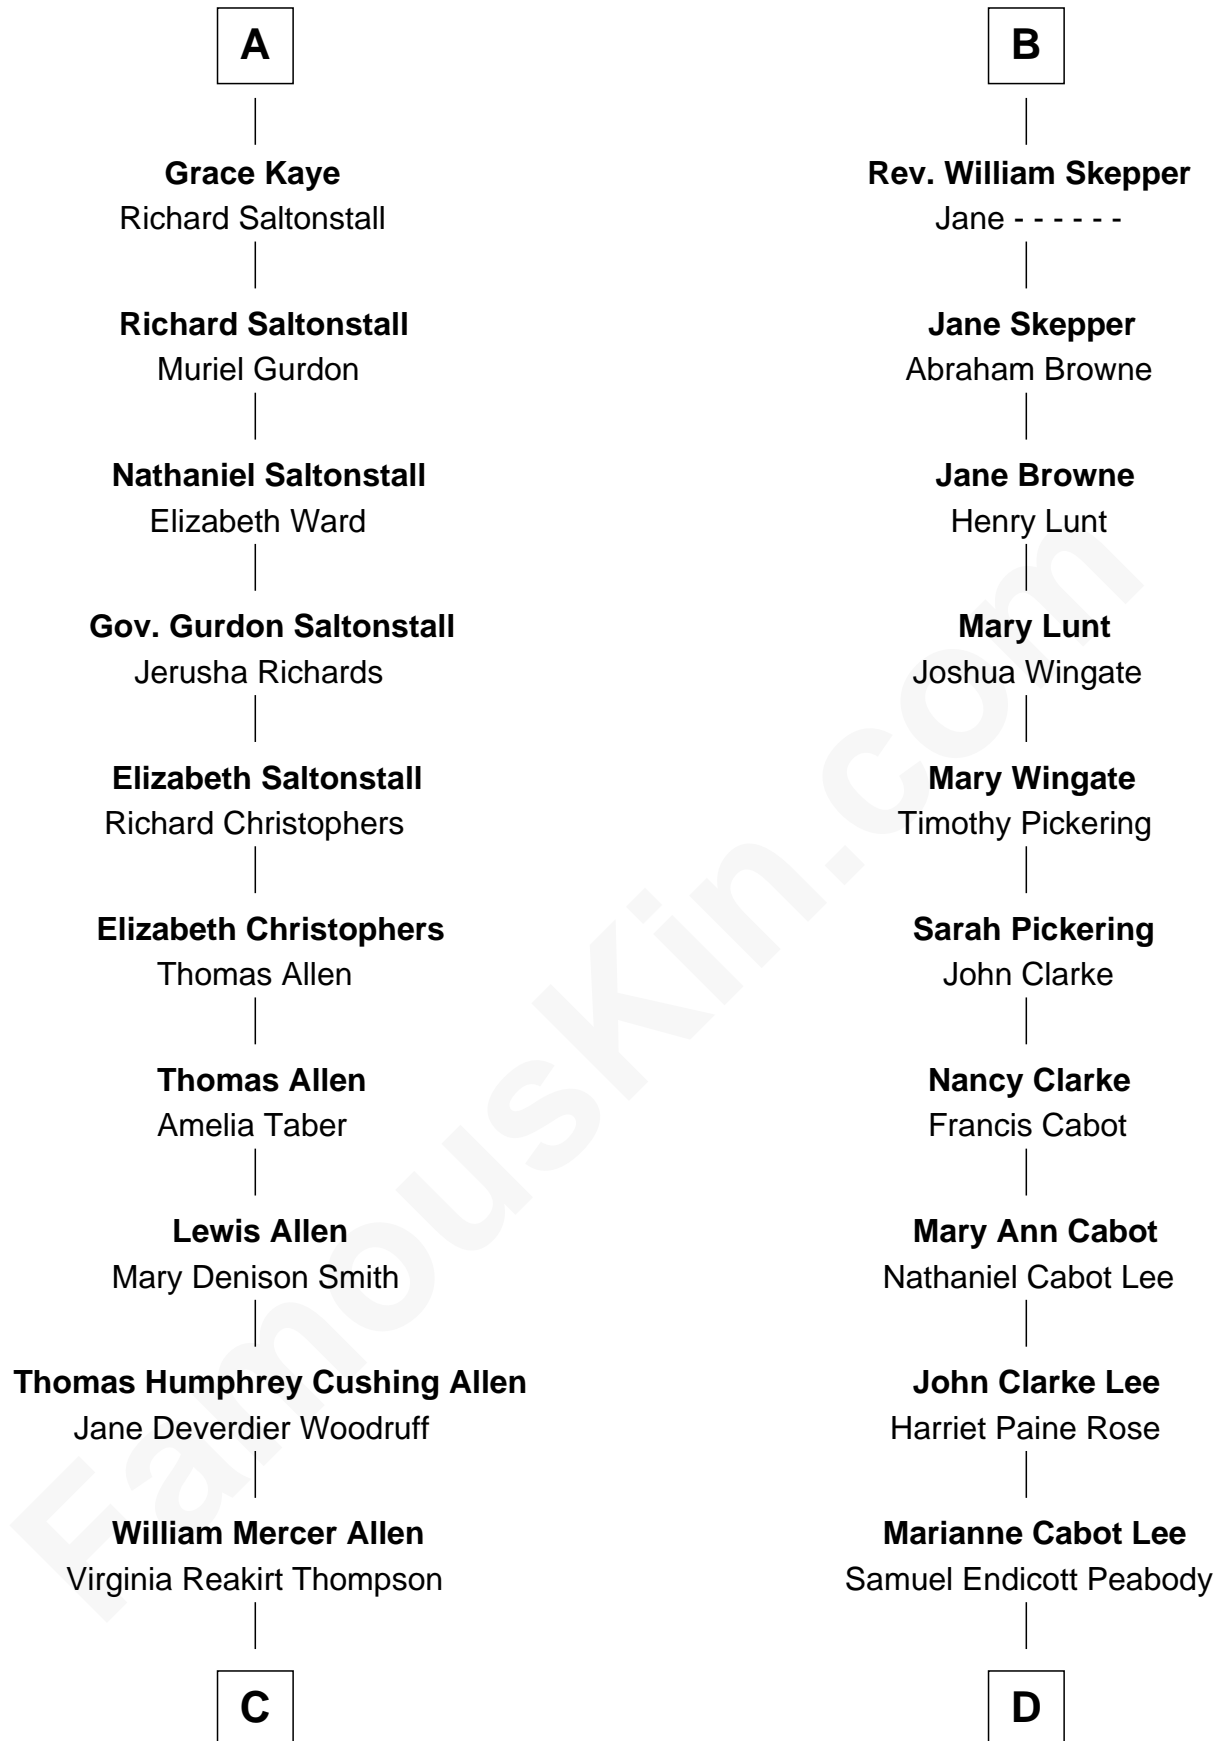 A
Grace Kaye
Richard Saltonstall
Richard Saltonstall
Muriel Gurdon
Nathaniel Saltonstall
Elizabeth Ward
Gov. Gurdon Saltonstall
Jerusha Richards
Elizabeth Saltonstall
Richard Christophers
Elizabeth Christophers
Thomas Allen
Thomas Allen
Amelia Taber
Lewis Allen
Mary Denison Smith
Thomas Humphrey Cushing Allen
Jane Deverdier Woodruff
William Mercer Allen
Virginia Reakirt Thompson
C
B
Rev. William Skepper
Jane - - - - - -
Jane Skepper
Abraham Browne
Jane Browne
Henry Lunt
Mary Lunt
Joshua Wingate
Mary Wingate
Timothy Pickering
Sarah Pickering
John Clarke
Nancy Clarke
Francis Cabot
Mary Ann Cabot
Nathaniel Cabot Lee
John Clarke Lee
Harriet Paine Rose
Marianne Cabot Lee
Samuel Endicott Peabody
D
FamousKin.com